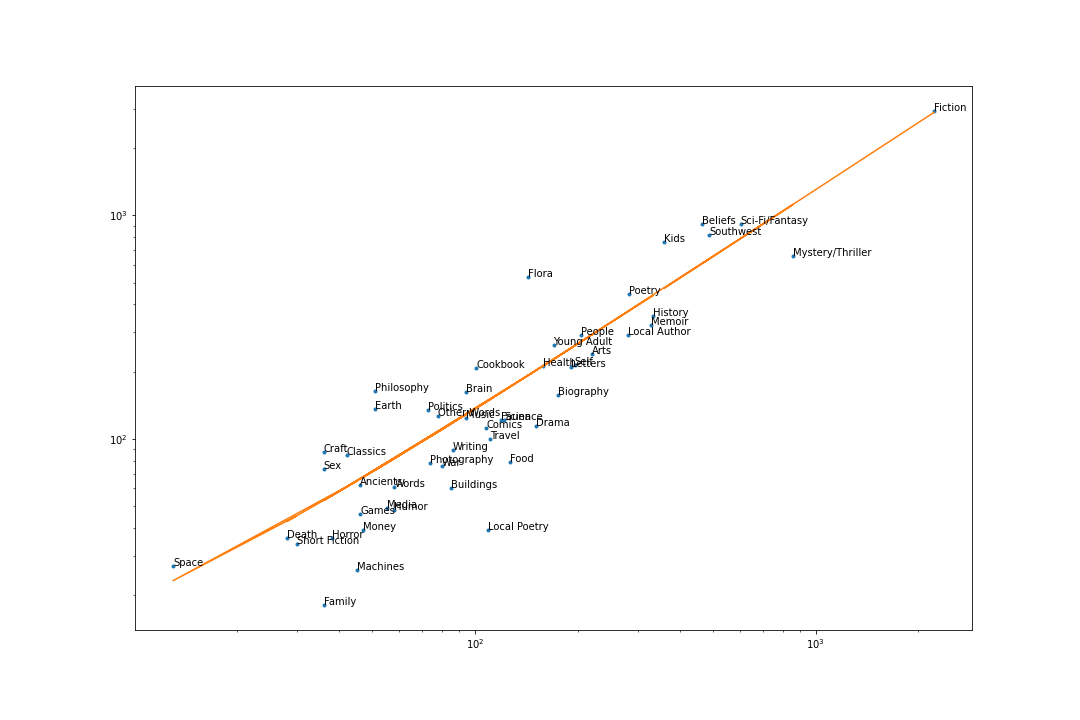 Fiction
10³
Beliefs
Sci-Fi/Fantasy
Southwest
Kids
Mystery/Thriller
Flora
Poetry
History
Memoir
People
Local Author
Young Adult
Arts
Health
Self
Letters
Cookbook
Philosophy
Brain
Biography
Earth
Politics
Other Words
Music
Science
Drama
Comics
Travel
10²
Writing
Craft
Classics
Photography
War
Food
Sex
Ancients
Words
Buildings
Media
Humor
Games
Money
Local Poetry
Death
Horror
Short Fiction
Space
Machines
Family
10²
10³